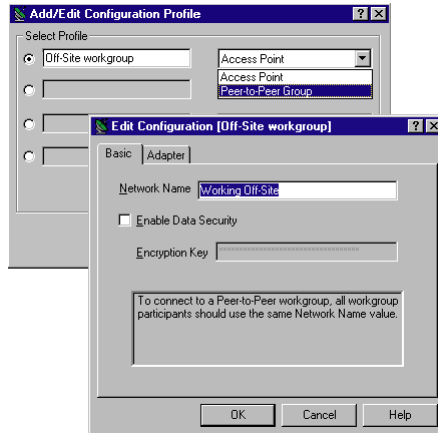 Add/Edit Configuration Profile
Select Profile
Off-Site workgroup
Access Point
Access Point
Peer-to-Peer Group
Edit Configuration [Off-Site workgroup]
Basic
Adapter
Network Name
Working Off-Site
Enable Data Security
Encryption Key
To connect to a Peer-to-Peer workgroup, all workgroup
participants should use the same Network Name value.
OK
Cancel
Help